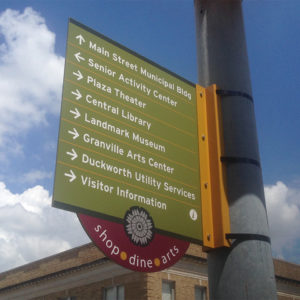 ↑ Main Street Municipal Bldg
← Senior Activity Center
→ Plaza Theater
→ Central Library
→ Landmark Museum
→ Granville Arts Center
→ Duckworth Utility Services
→ Visitor Information
i
shop • dine • arts